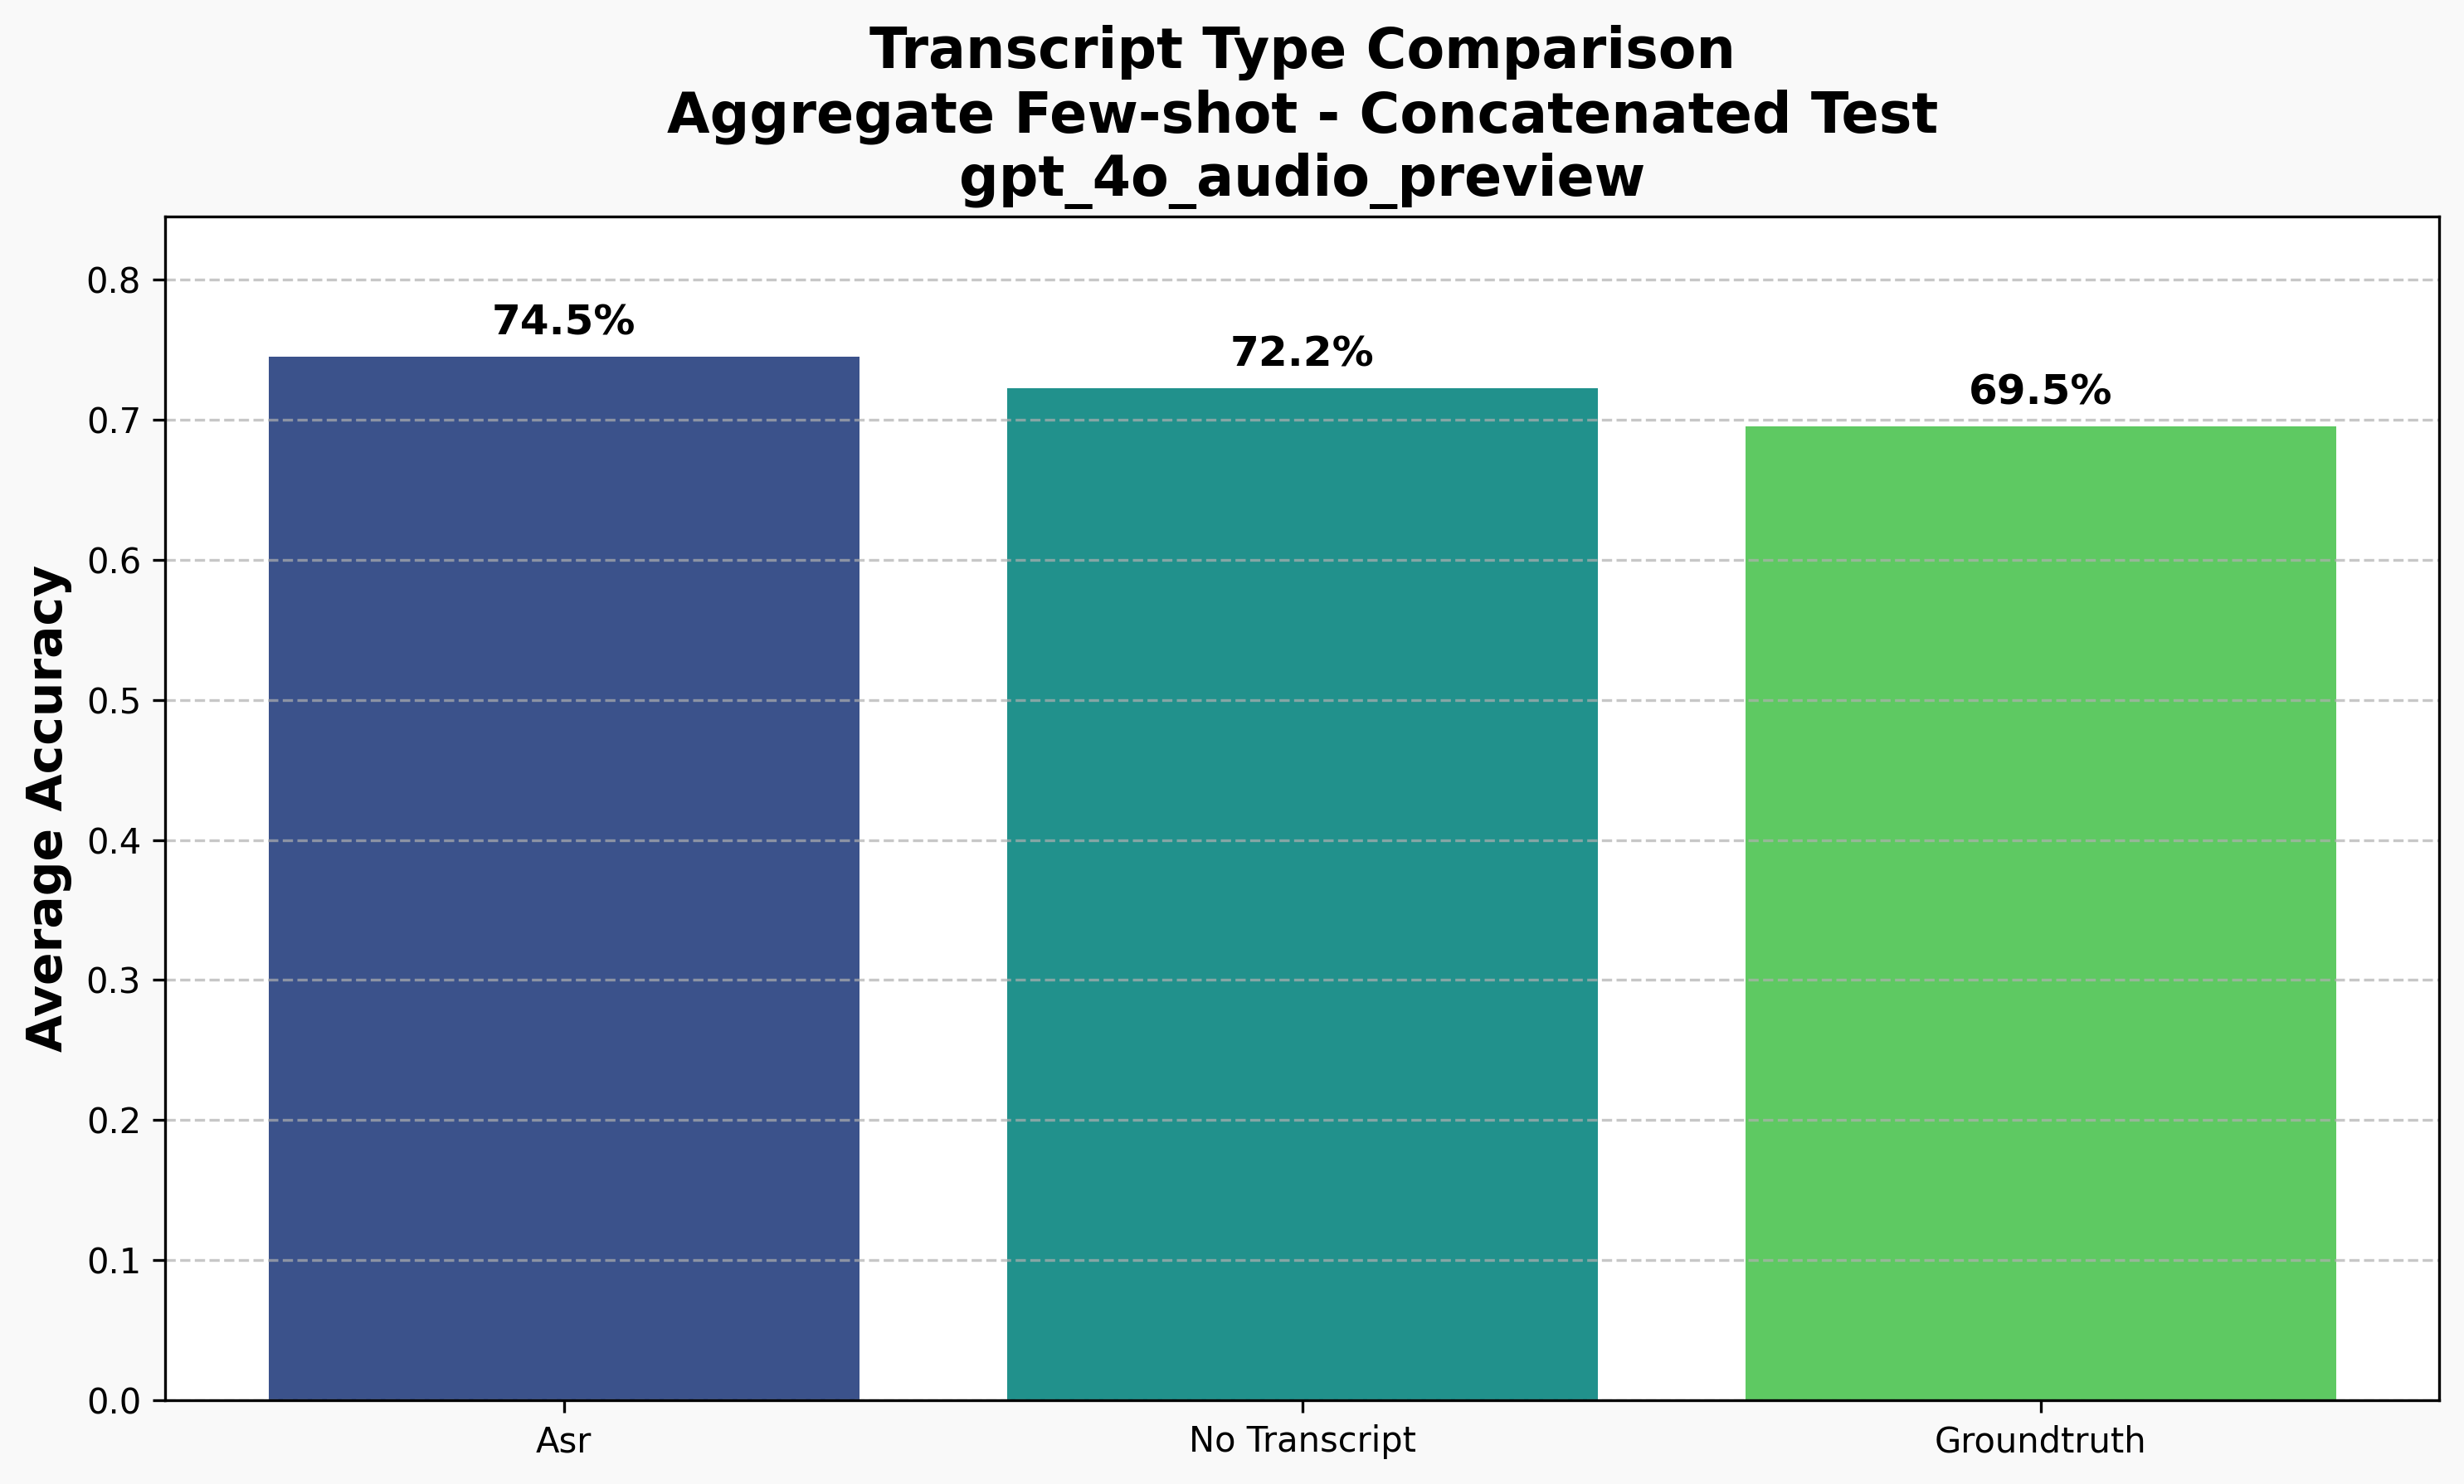 Transcript Type Comparison
Aggregate Few-shot - Concatenated Test
gpt_4o_audio_preview
Average Accuracy
0.8
0.7
0.6
0.5
0.4
0.3
0.2
0.1
0.0
74.5%
72.2%
69.5%
Asr
No Transcript
Groundtruth